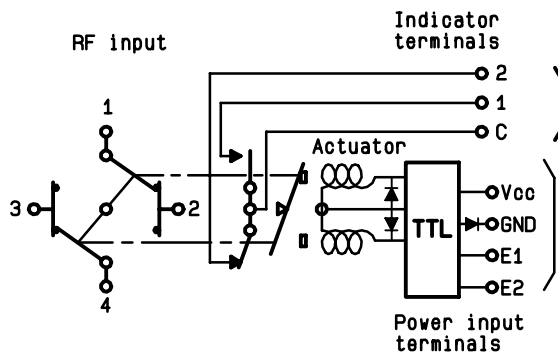 Indicator
terminals
RF input
2
1
C
1
Actuator
3
2
Vcc
GND
TTL
E1
E2
4
Power input
terminals